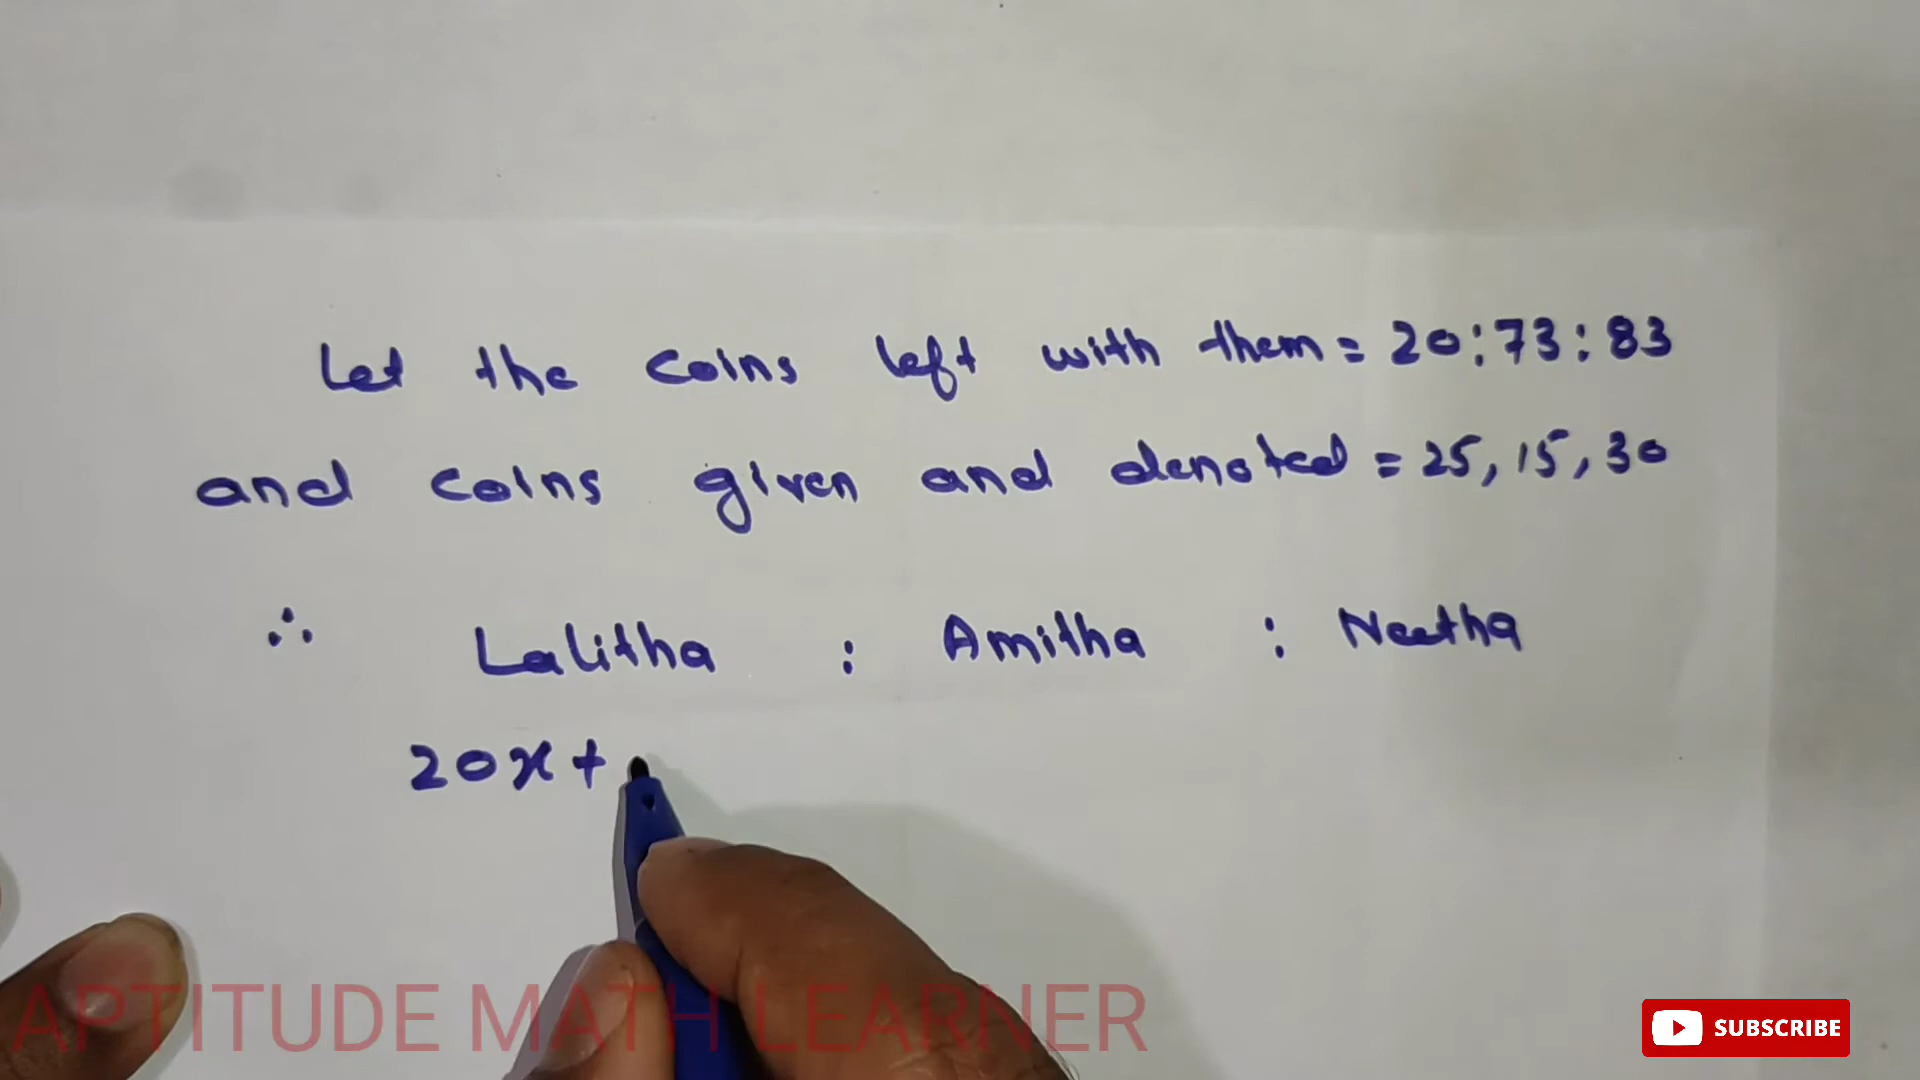 Let the coins left with them = 20:73:83
and coins given and denoted = 25, 15, 30
∴ Lalitha : Amitha : Neetha
20x+
APTITUDE MATH LEARNER
SUBSCRIBE